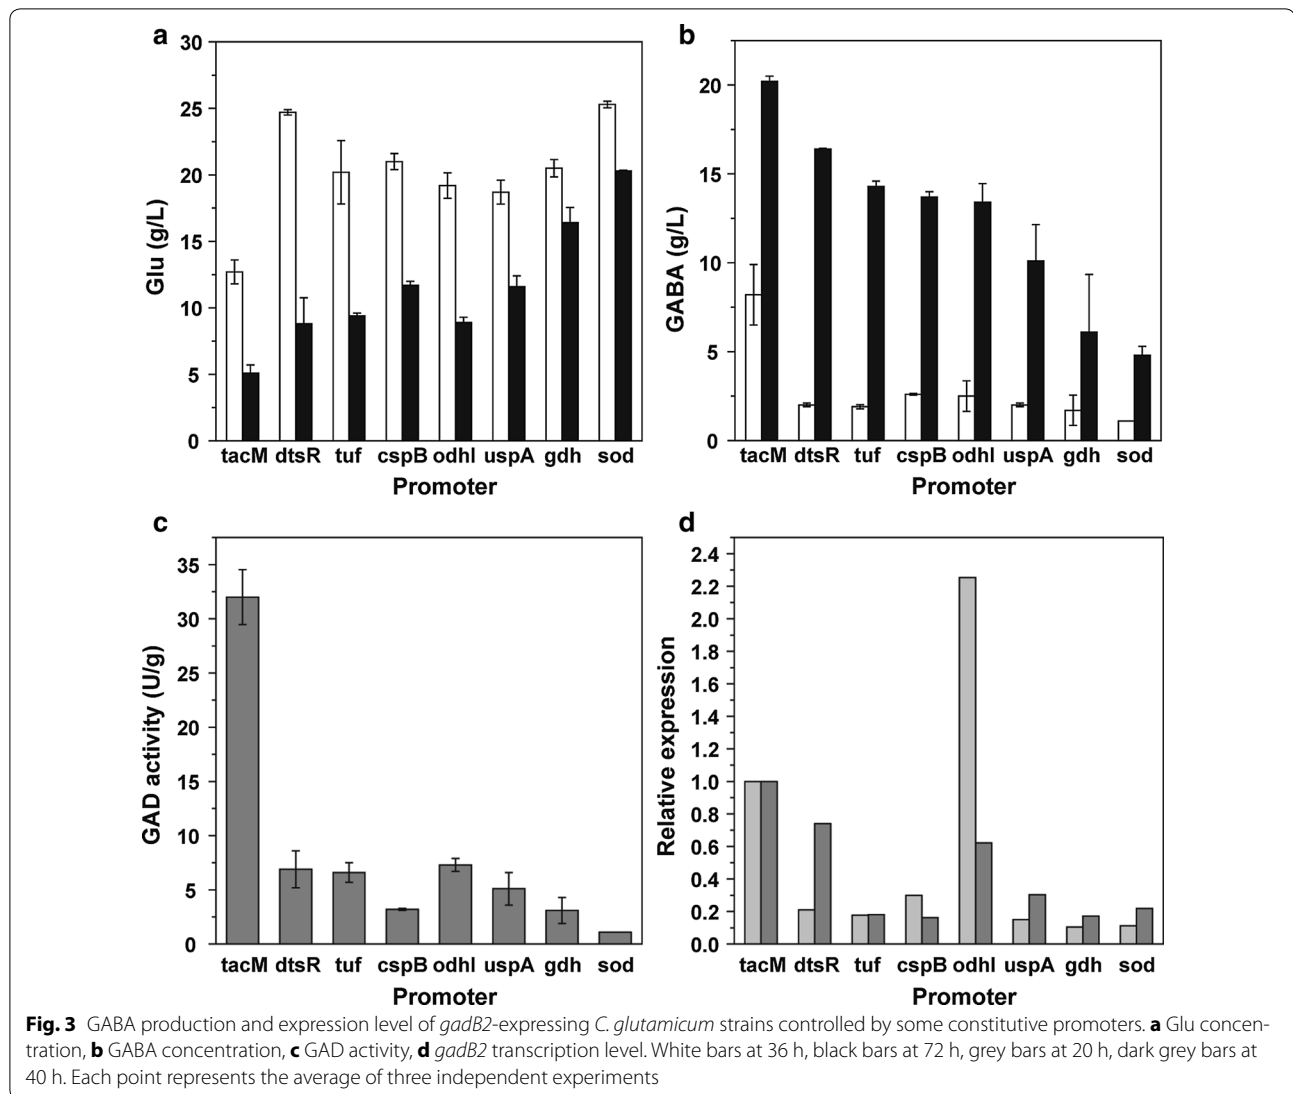 a
30
25
20
15
10
5
0
Glu (g/L)
tacM dtsR tuf cspB odhl uspA gdh sod
Promoter
b
20
15
10
5
0
GABA (g/L)
tacM dtsR tuf cspB odhl uspA gdh sod
Promoter
c
35
30
25
20
15
10
5
0
GAD activity (U/g)
tacM dtsR tuf cspB odhl uspA gdh sod
Promoter
d
2.4
2.2
2.0
1.8
1.6
1.4
1.2
1.0
0.8
0.6
0.4
0.2
0.0
Relative expression
tacM dtsR tuf cspB odhl uspA gdh sod
Promoter
Fig. 3 GABA production and expression level of gadB2-expressing C. glutamicum strains controlled by some constitutive promoters. a Glu concen-
tration, b GABA concentration, c GAD activity, d gadB2 transcription level. White bars at 36 h, black bars at 72 h, grey bars at 20 h, dark grey bars at
40 h. Each point represents the average of three independent experiments